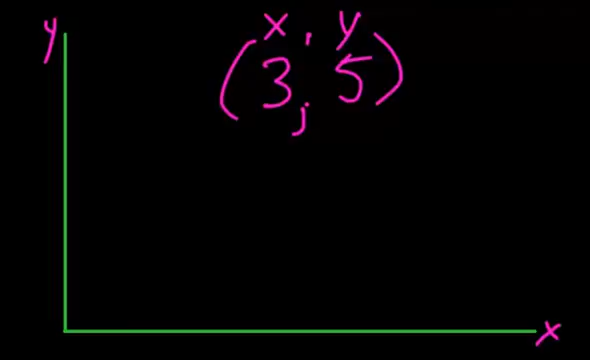 y
x , y
(3, 5)
x